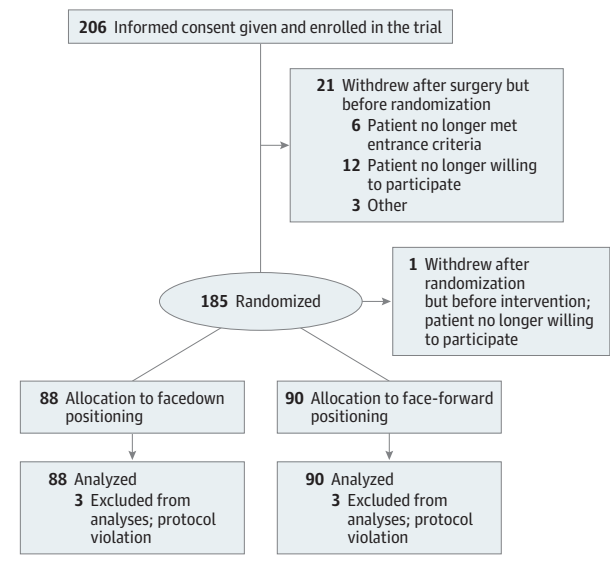 206 Informed consent given and enrolled in the trial
21 Withdrew after surgery but
before randomization
6 Patient no longer met
entrance criteria
12 Patient no longer willing
to participate
3 Other
1 Withdrew after
randomization
but before intervention;
patient no longer willing
to participate
185 Randomized
88 Allocation to facedown
positioning
90 Allocation to face-forward
positioning
88 Analyzed
3 Excluded from
analyses; protocol
violation
90 Analyzed
3 Excluded from
analyses; protocol
violation